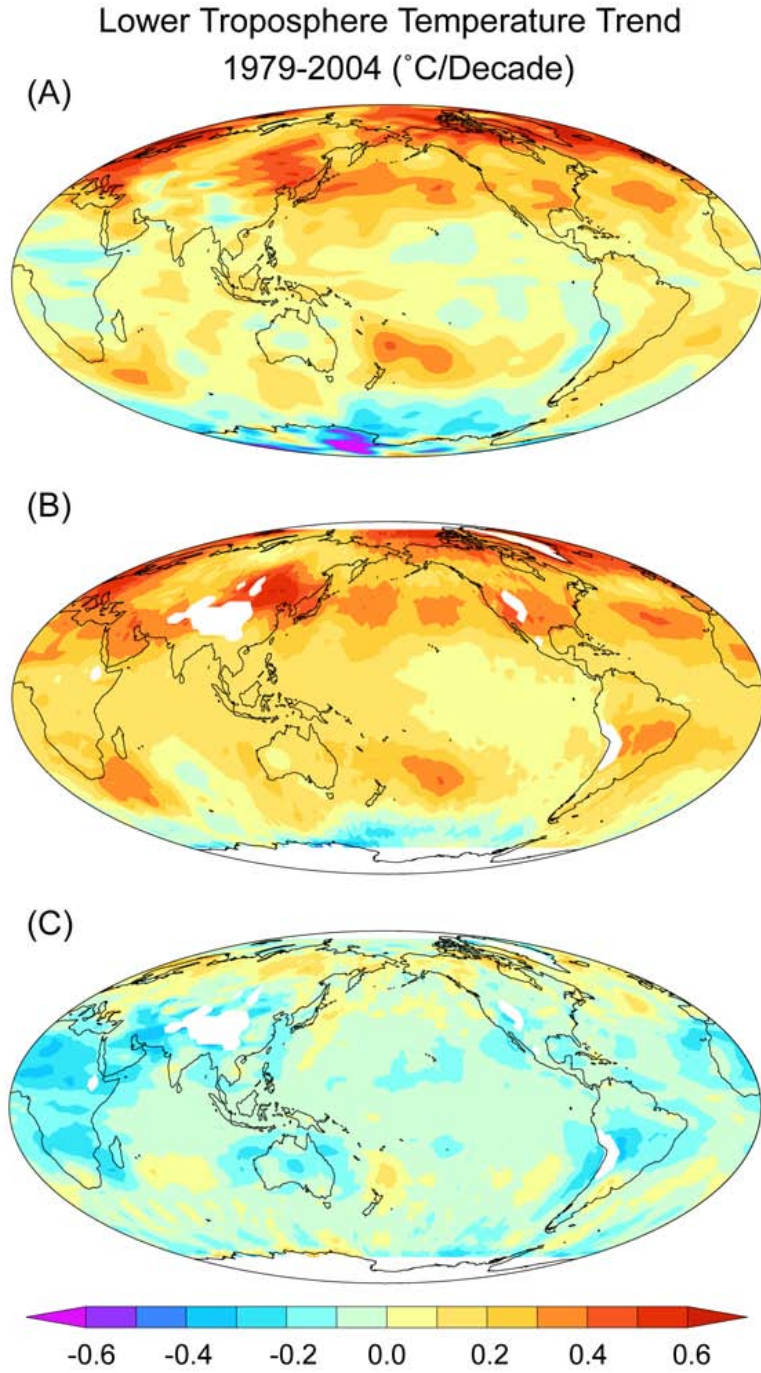 Lower Troposphere Temperature Trend
1979-2004 (˚C/Decade)
(A)
(B)
(C)
-0.6 -0.4 -0.2 0.0 0.2 0.4 0.6